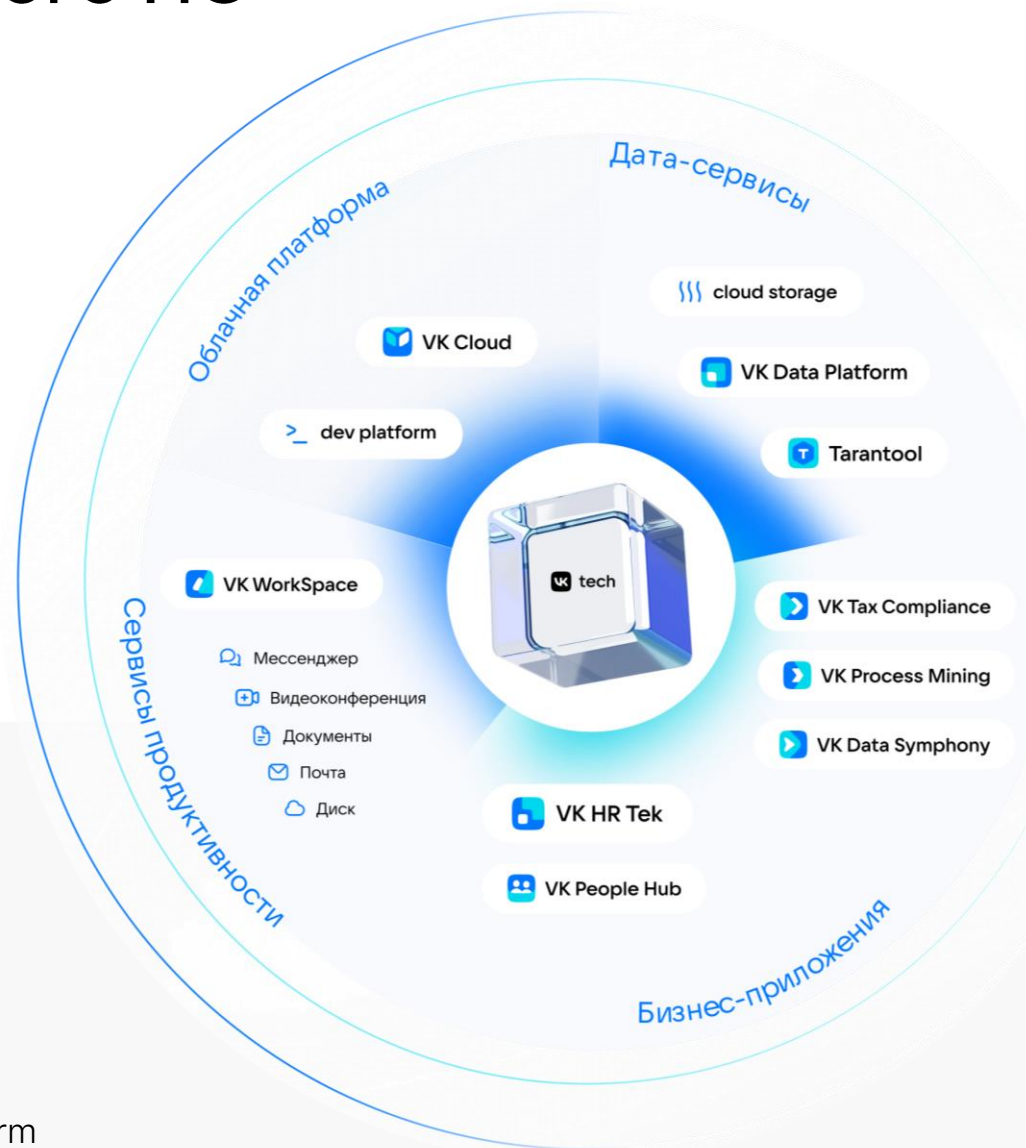 Облачная платформа
VK Cloud
dev platform
Дата-сервисы
cloud storage
VK Data Platform
Tarantool
VK tech
VK WorkSpace
Мессенджер
Видеоконференция
Документы
Почта
Диск
Сервисы продуктивности
VK Tax Compliance
VK Process Mining
VK Data Symphony
VK HR Tek
VK People Hub
Бизнес-приложения